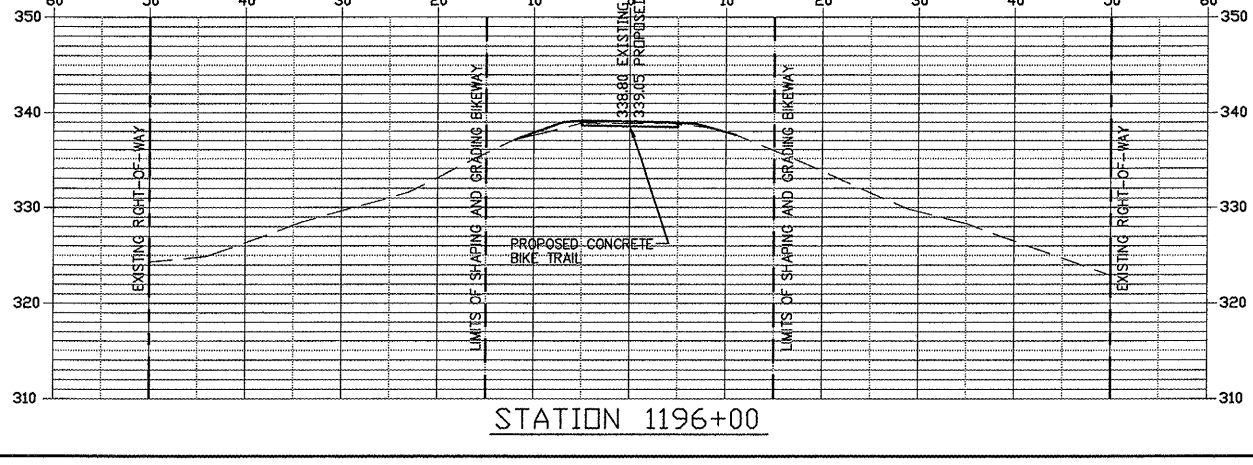 60 50 40 30 20 10 0 10 20 30 40 50 60
350 350
338.80 EXISTING
339.05 PROPOSED
LIMITS OF SHAPING AND GRADING BIKEWAY
LIMITS OF SHAPING AND GRADING BIKEWAY
340 340
EXISTING RIGHT-OF-WAY
EXISTING RIGHT-OF-WAY
330 330
PROPOSED CONCRETE
BIKE TRAIL
320 320
310 310
STATION 1196+00